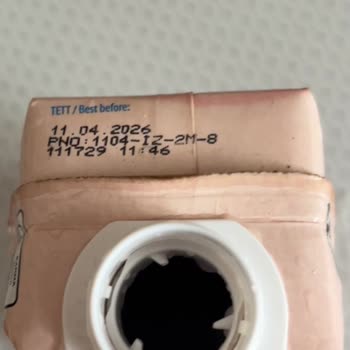 TETT / Best before:
11.04.2026
PNO:1104-IZ-2M-8
111729 11:46